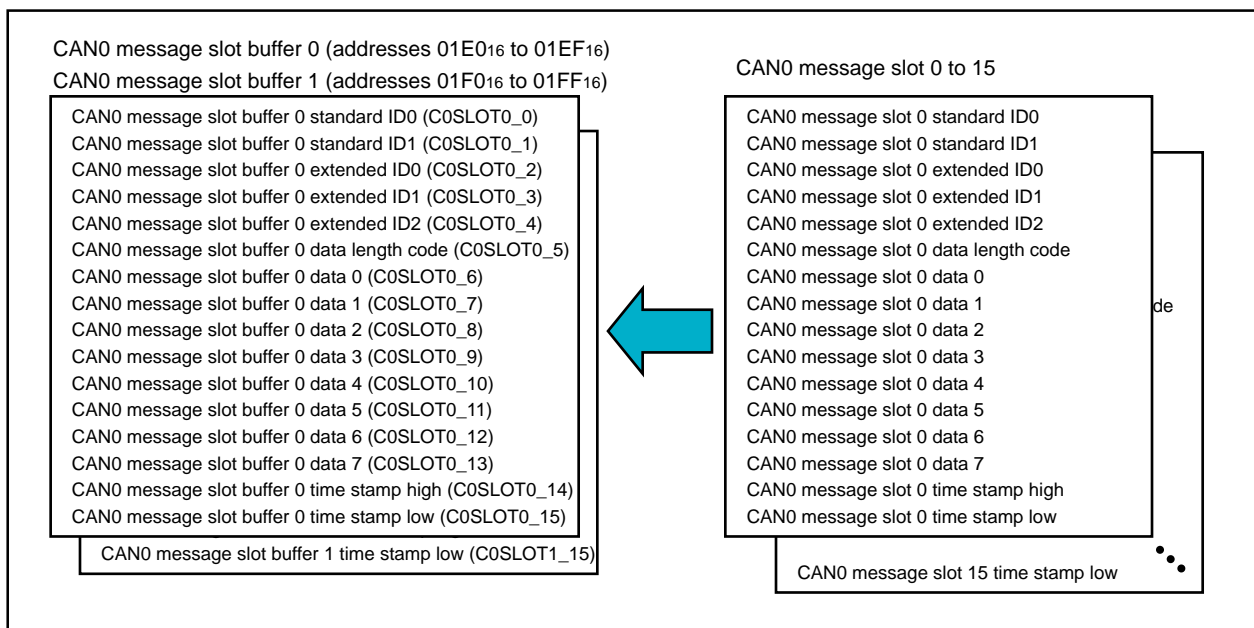 CAN0 message slot buffer 0 (addresses 01E016 to 01EF16)
CAN0 message slot buffer 1 (addresses 01F016 to 01FF16)
CAN0 message slot buffer 0 standard ID0 (C0SLOT0_0)
CAN0 message slot buffer 0 standard ID1 (C0SLOT0_1)
CAN0 message slot buffer 0 extended ID0 (C0SLOT0_2)
CAN0 message slot buffer 0 extended ID1 (C0SLOT0_3)
CAN0 message slot buffer 0 extended ID2 (C0SLOT0_4)
CAN0 message slot buffer 0 data length code (C0SLOT0_5)
CAN0 message slot buffer 0 data 0 (C0SLOT0_6)
CAN0 message slot buffer 0 data 1 (C0SLOT0_7)
CAN0 message slot buffer 0 data 2 (C0SLOT0_8)
CAN0 message slot buffer 0 data 3 (C0SLOT0_9)
CAN0 message slot buffer 0 data 4 (C0SLOT0_10)
CAN0 message slot buffer 0 data 5 (C0SLOT0_11)
CAN0 message slot buffer 0 data 6 (C0SLOT0_12)
CAN0 message slot buffer 0 data 7 (C0SLOT0_13)
CAN0 message slot buffer 0 time stamp high (C0SLOT0_14)
CAN0 message slot buffer 0 time stamp low (C0SLOT0_15)
CAN0 message slot buffer 1 time stamp low (C0SLOT1_15)
CAN0 message slot 0 to 15
CAN0 message slot 0 standard ID0
CAN0 message slot 0 standard ID1
CAN0 message slot 0 extended ID0
CAN0 message slot 0 extended ID1
CAN0 message slot 0 extended ID2
CAN0 message slot 0 data length code
CAN0 message slot 0 data 0
CAN0 message slot 0 data 1
de
CAN0 message slot 0 data 2
CAN0 message slot 0 data 3
CAN0 message slot 0 data 4
CAN0 message slot 0 data 5
CAN0 message slot 0 data 6
CAN0 message slot 0 data 7
CAN0 message slot 0 time stamp high
CAN0 message slot 0 time stamp low
CAN0 message slot 15 time stamp low